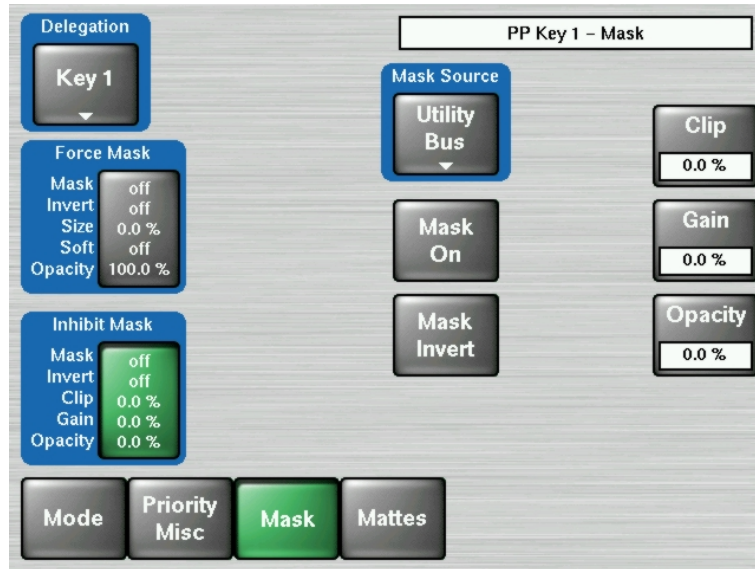 Delegation
Key 1
PP Key 1 – Mask
Mask Source
Utility
Bus
Clip
0.0 %
Force Mask
Mask off
Invert off
Size 0.0 %
Soft off
Opacity 100.0 %
Mask
On
Gain
0.0 %
Mask
Invert
Opacity
0.0 %
Inhibit Mask
Mask off
Invert off
Clip 0.0 %
Gain 0.0 %
Opacity 0.0 %
Mode
Priority
Misc
Mask
Mattes